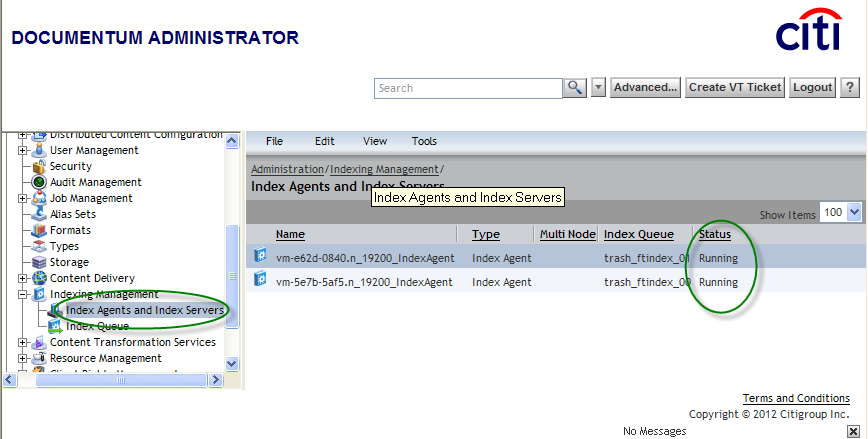 DOCUMENTUM ADMINISTRATOR
citi
Search
Advanced...
Create VT Ticket
Logout
?
Distributed Content Configuration
User Management
Security
Audit Management
Job Management
Alias Sets
Formats
Types
Storage
Content Delivery
Indexing Management
Index Agents and Index Servers
Index Queue
Content Transformation Services
Resource Management
File Edit View Tools
Administration/Indexing Management/
Index Agents and Index Servers
Index Agents and Index Servers
Show Items 100
Name Type Multi Node Index Queue Status
vm-e62d-0840.n_19200_IndexAgent Index Agent trash_ftindex_01 Running
vm-5e7b-5af5.n_19200_IndexAgent Index Agent trash_ftindex_00 Running
Terms and Conditions
Copyright © 2012 Citigroup Inc.
No Messages